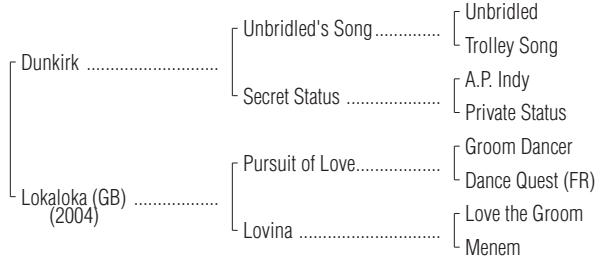 Unbridled
Unbridled's Song..............
Trolley Song
Dunkirk ............................
A.P. Indy
Secret Status ....................
Private Status
Groom Dancer
Pursuit of Love..................
Dance Quest (FR)
Lokaloka (GB) ..................
(2004)
Love the Groom
Lovina ..............................
Menem